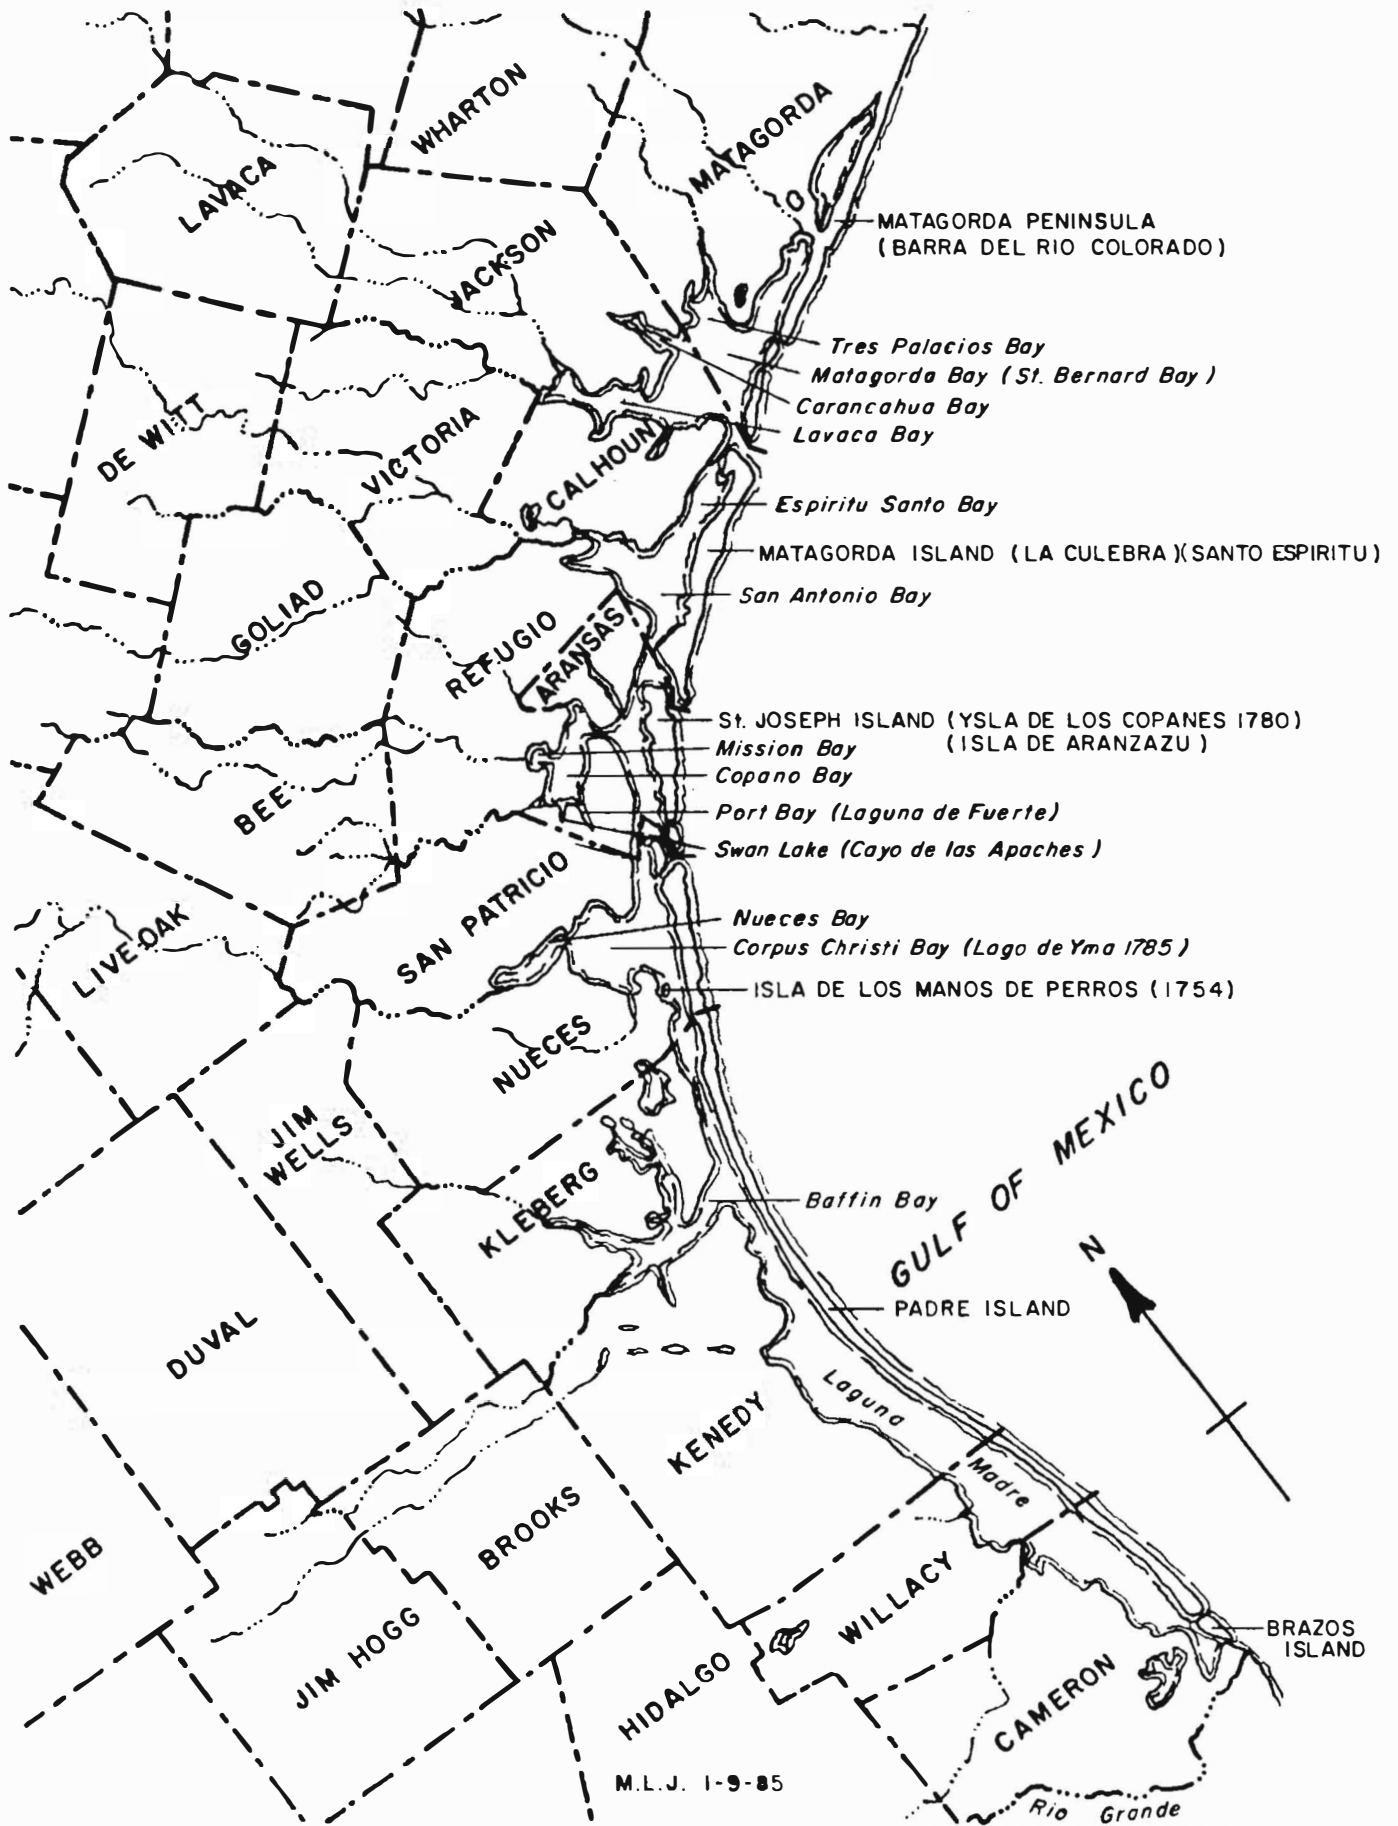 WHARTON
MATAGORDA
LAVACA
MATAGORDA PENINSULA
(BARRA DEL RIO COLORADO)
JACKSON
Tres Palacios Bay
Matagorda Bay (St. Bernard Bay)
Carancahua Bay
Lavaca Bay
DE WITT
VICTORIA
CALHOUN
Espiritu Santo Bay
MATAGORDA ISLAND (LA CULEBRA)(SANTO ESPIRITU)
San Antonio Bay
GOLIAD
REFUGIO
ARANSAS
St. JOSEPH ISLAND (YSLA DE LOS COPANES 1780)
(ISLA DE ARANZAZU)
Mission Bay
Copano Bay
BEE
Port Bay (Laguna de Fuerte)
Swan Lake (Cayo de las Apaches)
SAN PATRICIO
LIVE-OAK
Nueces Bay
Corpus Christi Bay (Lago de Yma 1785)
ISLA DE LOS MANOS DE PERROS (1754)
NUECES
GULF OF MEXICO
JIM
WELLS
KLEBERG
Baffin Bay
N
PADRE ISLAND
DUVAL
Laguna
Madre
KENEDY
BROOKS
WEBB
WILLACY
JIM HOGG
HIDALGO
BRAZOS
ISLAND
CAMERON
M.L.J. 1-9-85
Rio Grande